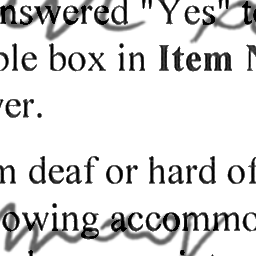 nswered "Yes" t
ble box in Item N
ver.
m deaf or hard of
owing accommo